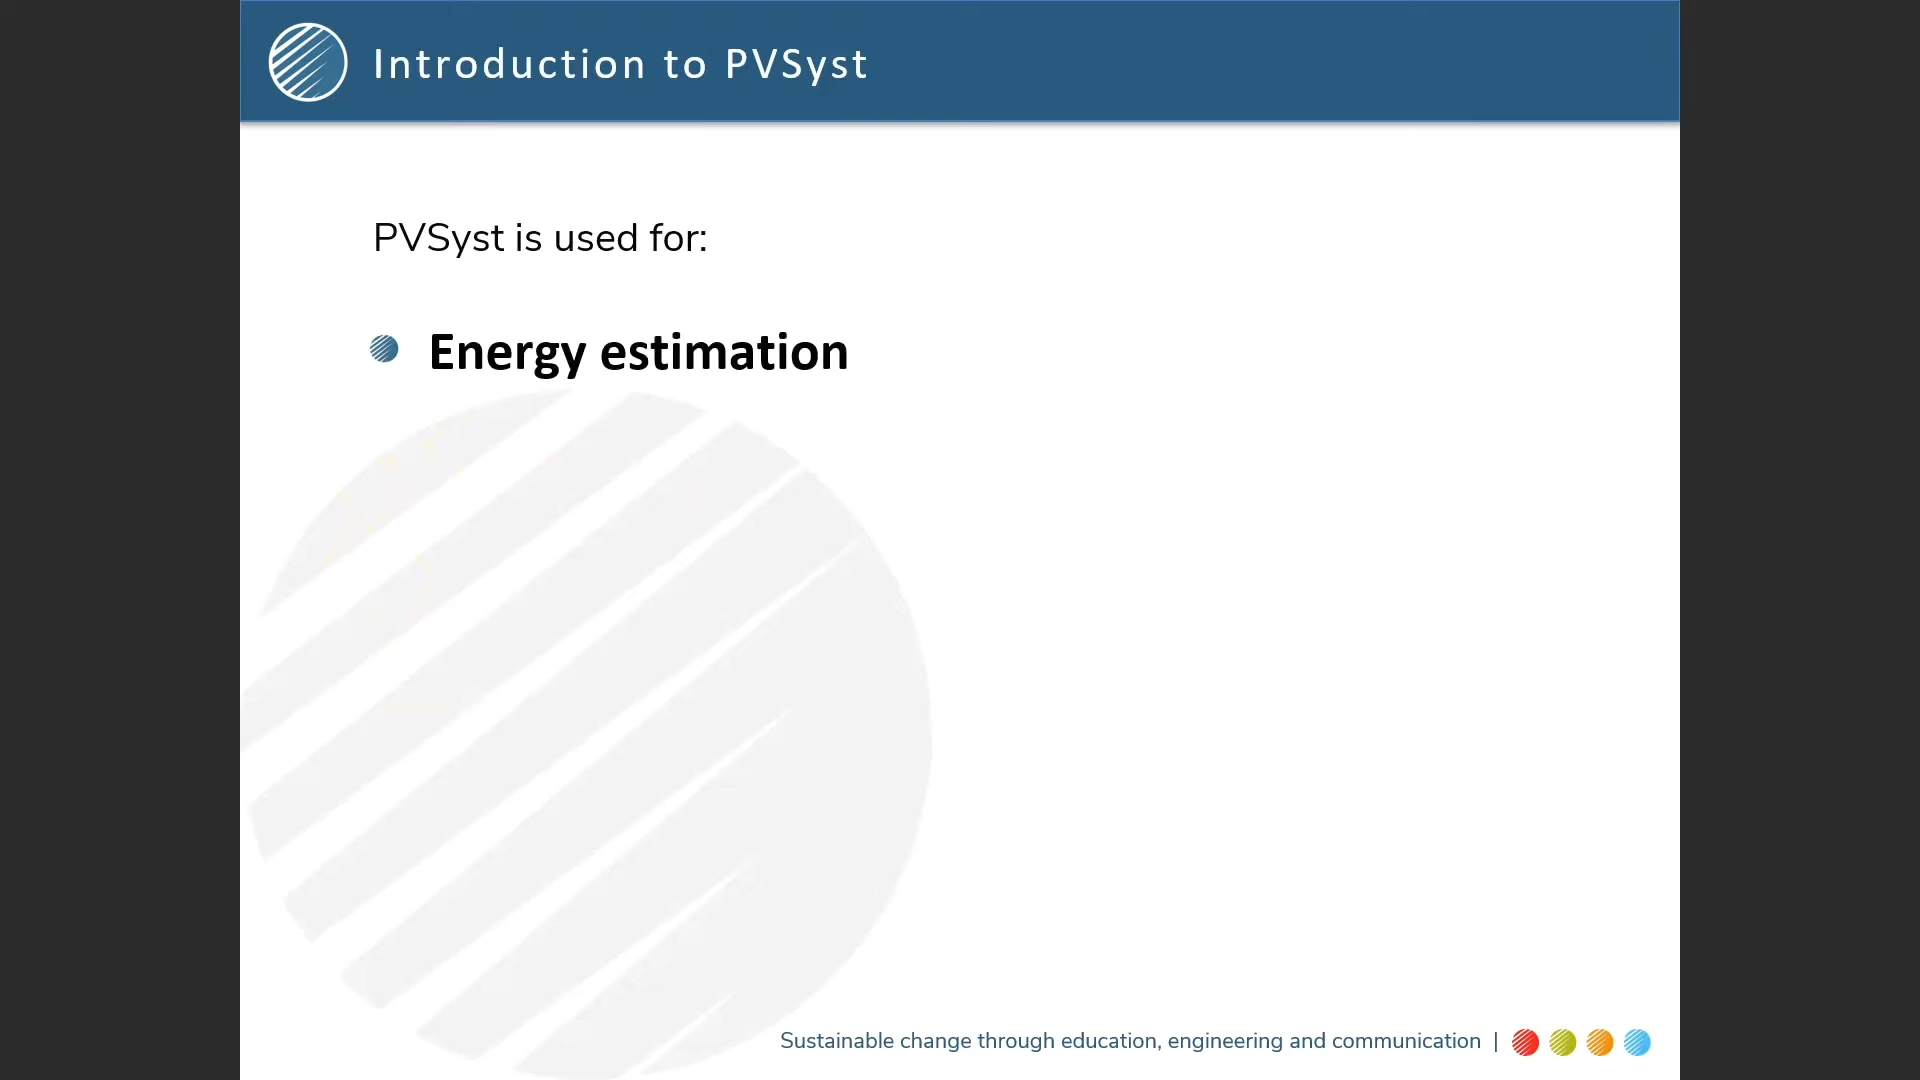 Introduction to PVSyst
PVSyst is used for:
Energy estimation
Sustainable change through education, engineering and communication |